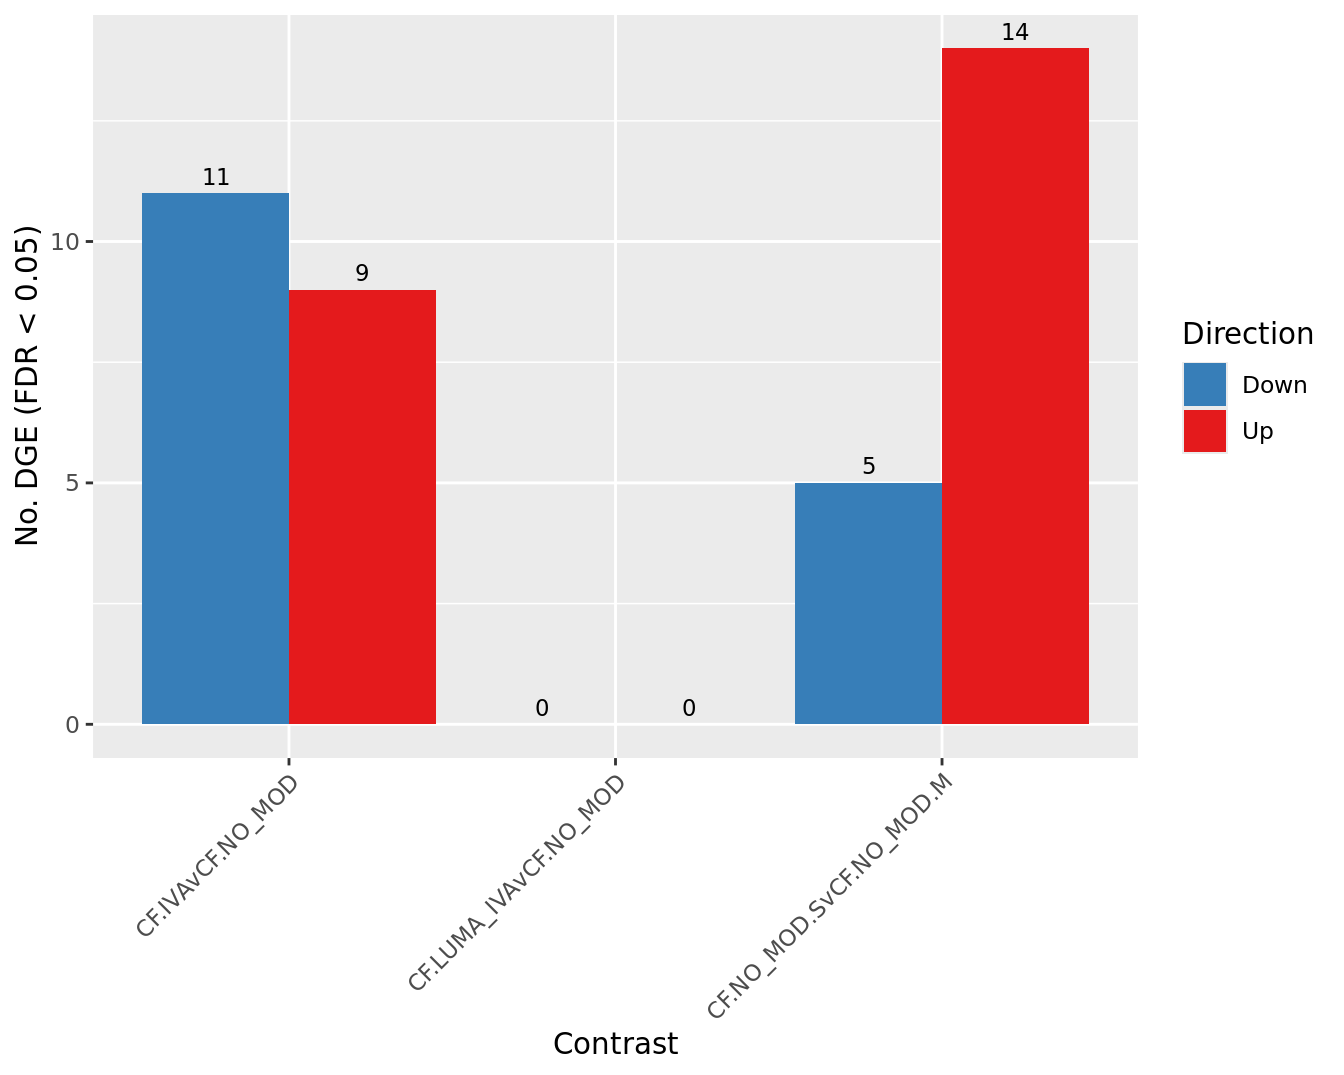 14
11
9
5
0
0
10
5
0
No. DGE (FDR < 0.05)
CF.IVAvCF.NO_MOD
CF.LUMA_IVAvCF.NO_MOD
CF.NO_MOD.SvCF.NO_MOD.M
Contrast
Direction
Down
Up